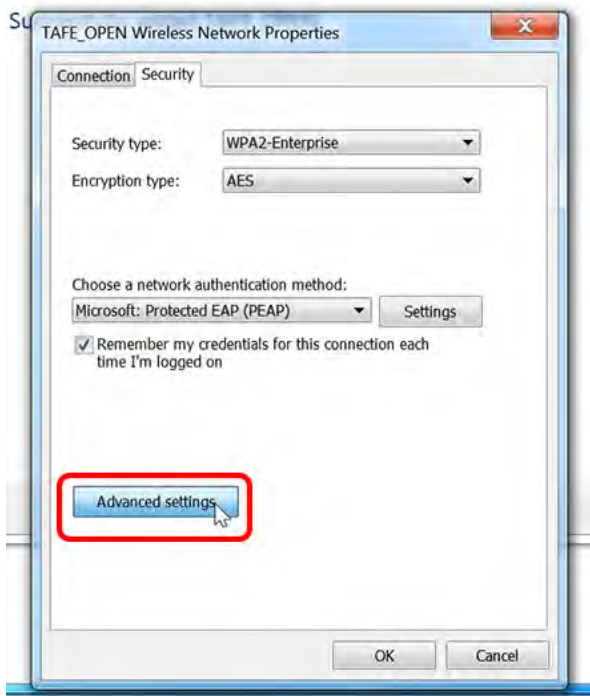 Su
TAFE_OPEN Wireless Network Properties
Connection Security
Security type: WPA2-Enterprise
Encryption type: AES
Choose a network authentication method:
Microsoft: Protected EAP (PEAP) Settings
Remember my credentials for this connection each
time I'm logged on
Advanced settings
OK Cancel